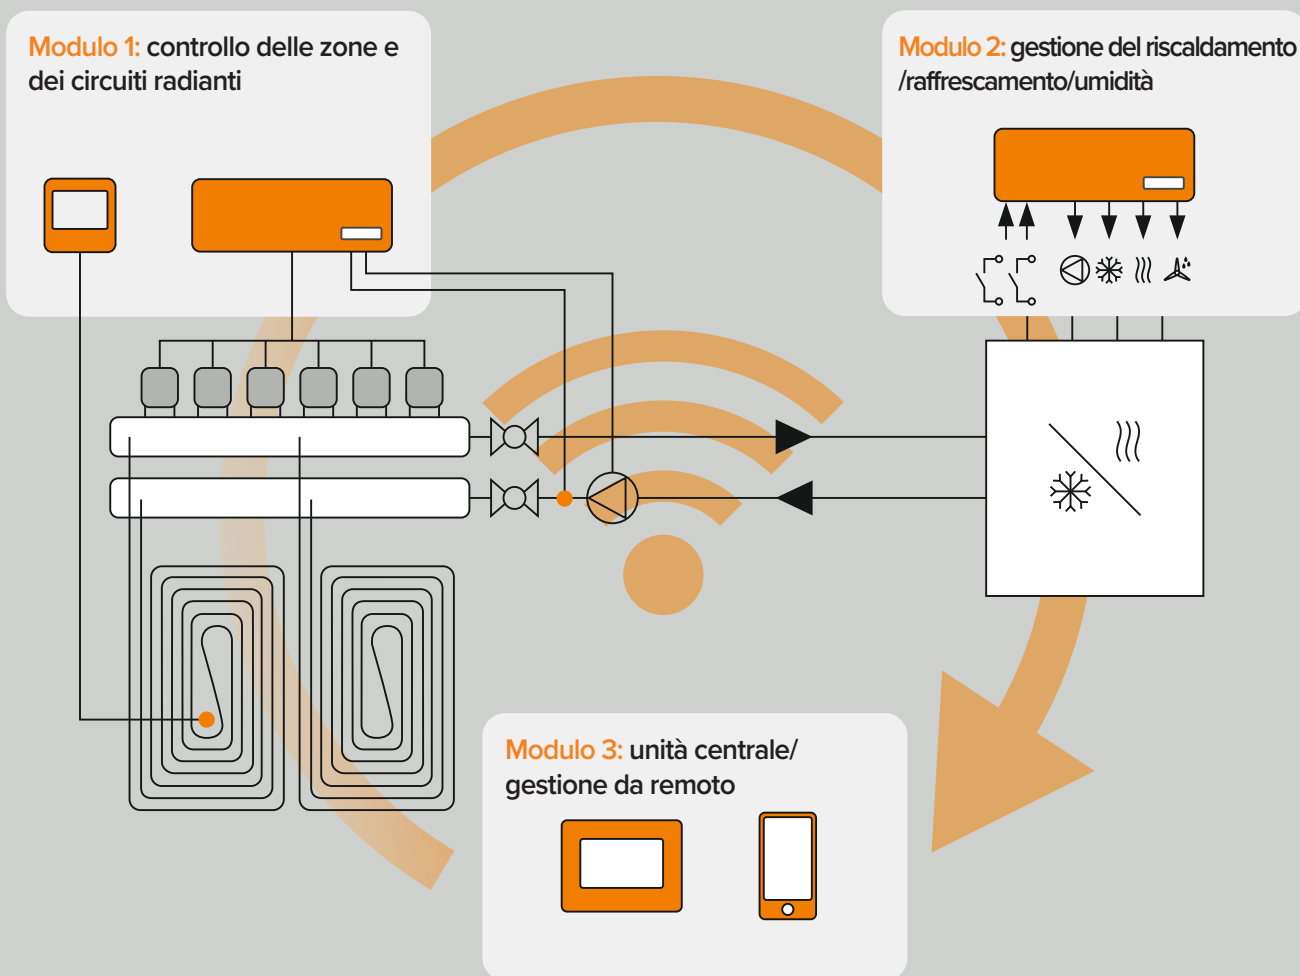 Modulo 1: controllo delle zone e
dei circuiti radianti
Modulo 2: gestione del riscaldamento
/raffrescamento/umidità
Modulo 3: unità centrale/
gestione da remoto